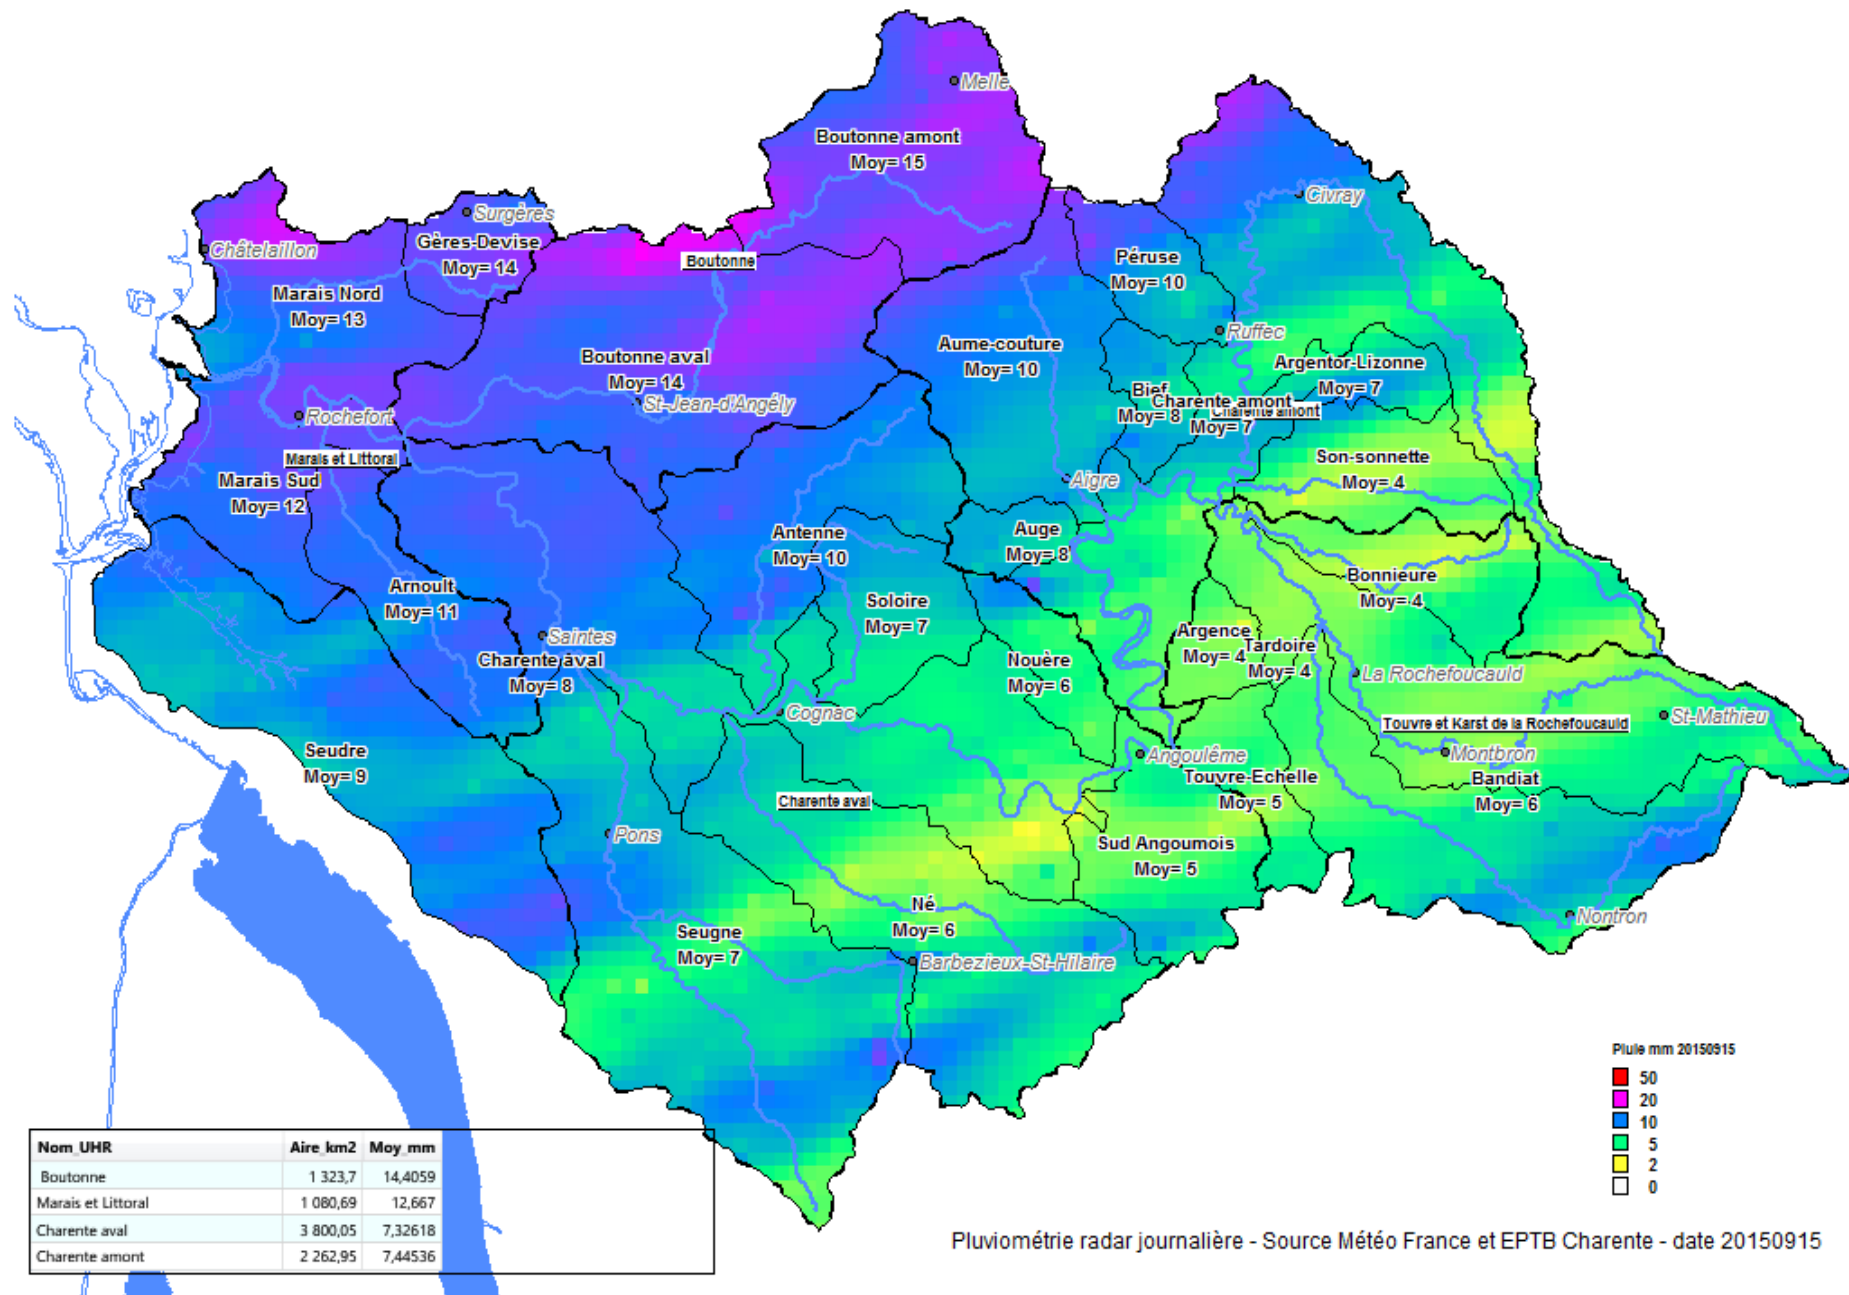 Melle
Boutonne amont
Moy= 15
Civray
Surgères
Châtelaillon
Gères-Devise
Moy= 14
Boutonne
Péruse
Moy= 10
Marais Nord
Moy= 13
Ruffec
Boutonne aval
Moy= 14
Aume-couture
Moy= 10
Argentor-Lizonne
Moy= 7
St-Jean-d'Angély
Bief
Moy= 8
Charente amont
Moy= 7
Charente amont
Rochefort
Marais et Littoral
Marais Sud
Moy= 12
Aigre
Son-sonnette
Moy= 4
Antenne
Moy= 10
Auge
Moy= 8
Arnoult
Moy= 11
Bonnieure
Moy= 4
Soloire
Moy= 7
Saintes
Charente aval
Moy= 8
Nouère
Moy= 6
Argence
Moy= 4
Tardoire
Moy= 4
La Rochefoucauld
Cognac
Touvre et Karst de la Rochefoucauld
St-Mathieu
Seudre
Moy= 9
Angoulême
Montbron
Touvre-Echelle
Moy= 5
Bandiat
Moy= 6
Charente aval
Pons
Sud Angoumois
Moy= 5
Né
Moy= 6
Nontron
Seugne
Moy= 7
Barbezieux-St-Hilaire
Pluie mm 20150915
50
20
10
5
2
0
Nom_UHR Aire_km2 Moy_mm
Boutonne 1 323,7 14,4059
Marais et Littoral 1 080,69 12,667
Charente aval 3 800,05 7,32618
Charente amont 2 262,95 7,44536
Pluviométrie radar journalière - Source Météo France et EPTB Charente - date 20150915